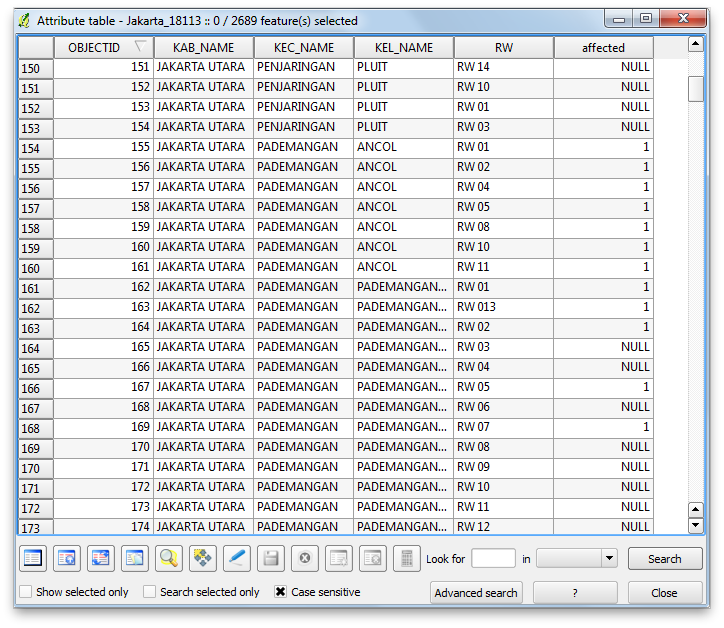 Attribute table - Jakarta_18113 :: 0 / 2689 feature(s) selected
OBJECTID KAB_NAME KEC_NAME KEL_NAME RW affected
150 151 JAKARTA UTARA PENJARINGAN PLUIT RW 14 NULL
151 152 JAKARTA UTARA PENJARINGAN PLUIT RW 10 NULL
152 153 JAKARTA UTARA PENJARINGAN PLUIT RW 01 NULL
153 154 JAKARTA UTARA PENJARINGAN PLUIT RW 03 NULL
154 155 JAKARTA UTARA PADEMANGAN ANCOL RW 01 1
155 156 JAKARTA UTARA PADEMANGAN ANCOL RW 02 1
156 157 JAKARTA UTARA PADEMANGAN ANCOL RW 04 1
157 158 JAKARTA UTARA PADEMANGAN ANCOL RW 05 1
158 159 JAKARTA UTARA PADEMANGAN ANCOL RW 08 1
159 160 JAKARTA UTARA PADEMANGAN ANCOL RW 10 1
160 161 JAKARTA UTARA PADEMANGAN ANCOL RW 11 1
161 162 JAKARTA UTARA PADEMANGAN PADEMANGAN... RW 01 1
162 163 JAKARTA UTARA PADEMANGAN PADEMANGAN... RW 013 1
163 164 JAKARTA UTARA PADEMANGAN PADEMANGAN... RW 02 1
164 165 JAKARTA UTARA PADEMANGAN PADEMANGAN... RW 03 NULL
165 166 JAKARTA UTARA PADEMANGAN PADEMANGAN... RW 04 NULL
166 167 JAKARTA UTARA PADEMANGAN PADEMANGAN... RW 05 1
167 168 JAKARTA UTARA PADEMANGAN PADEMANGAN... RW 06 NULL
168 169 JAKARTA UTARA PADEMANGAN PADEMANGAN... RW 07 1
169 170 JAKARTA UTARA PADEMANGAN PADEMANGAN... RW 08 NULL
170 171 JAKARTA UTARA PADEMANGAN PADEMANGAN... RW 09 NULL
171 172 JAKARTA UTARA PADEMANGAN PADEMANGAN... RW 10 NULL
172 173 JAKARTA UTARA PADEMANGAN PADEMANGAN... RW 11 NULL
173 174 JAKARTA UTARA PADEMANGAN PADEMANGAN... RW 12 NULL
Look for in Search
Show selected only Search selected only Case sensitive Advanced search ? Close